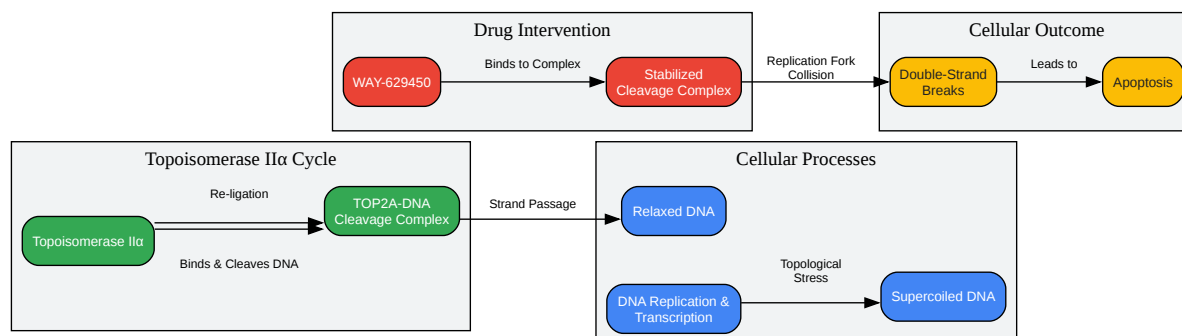 Drug Intervention
WAY-629450
Binds to Complex
Stabilized
Cleavage Complex
Replication Fork
Collision
Cellular Outcome
Double-Strand
Breaks
Leads to
Apoptosis
Topoisomerase IIα Cycle
Topoisomerase IIα
Re-ligation
Binds & Cleaves DNA
TOP2A-DNA
Cleavage Complex
Strand Passage
Cellular Processes
Relaxed DNA
DNA Replication &
Transcription
Topological
Stress
Supercoiled DNA